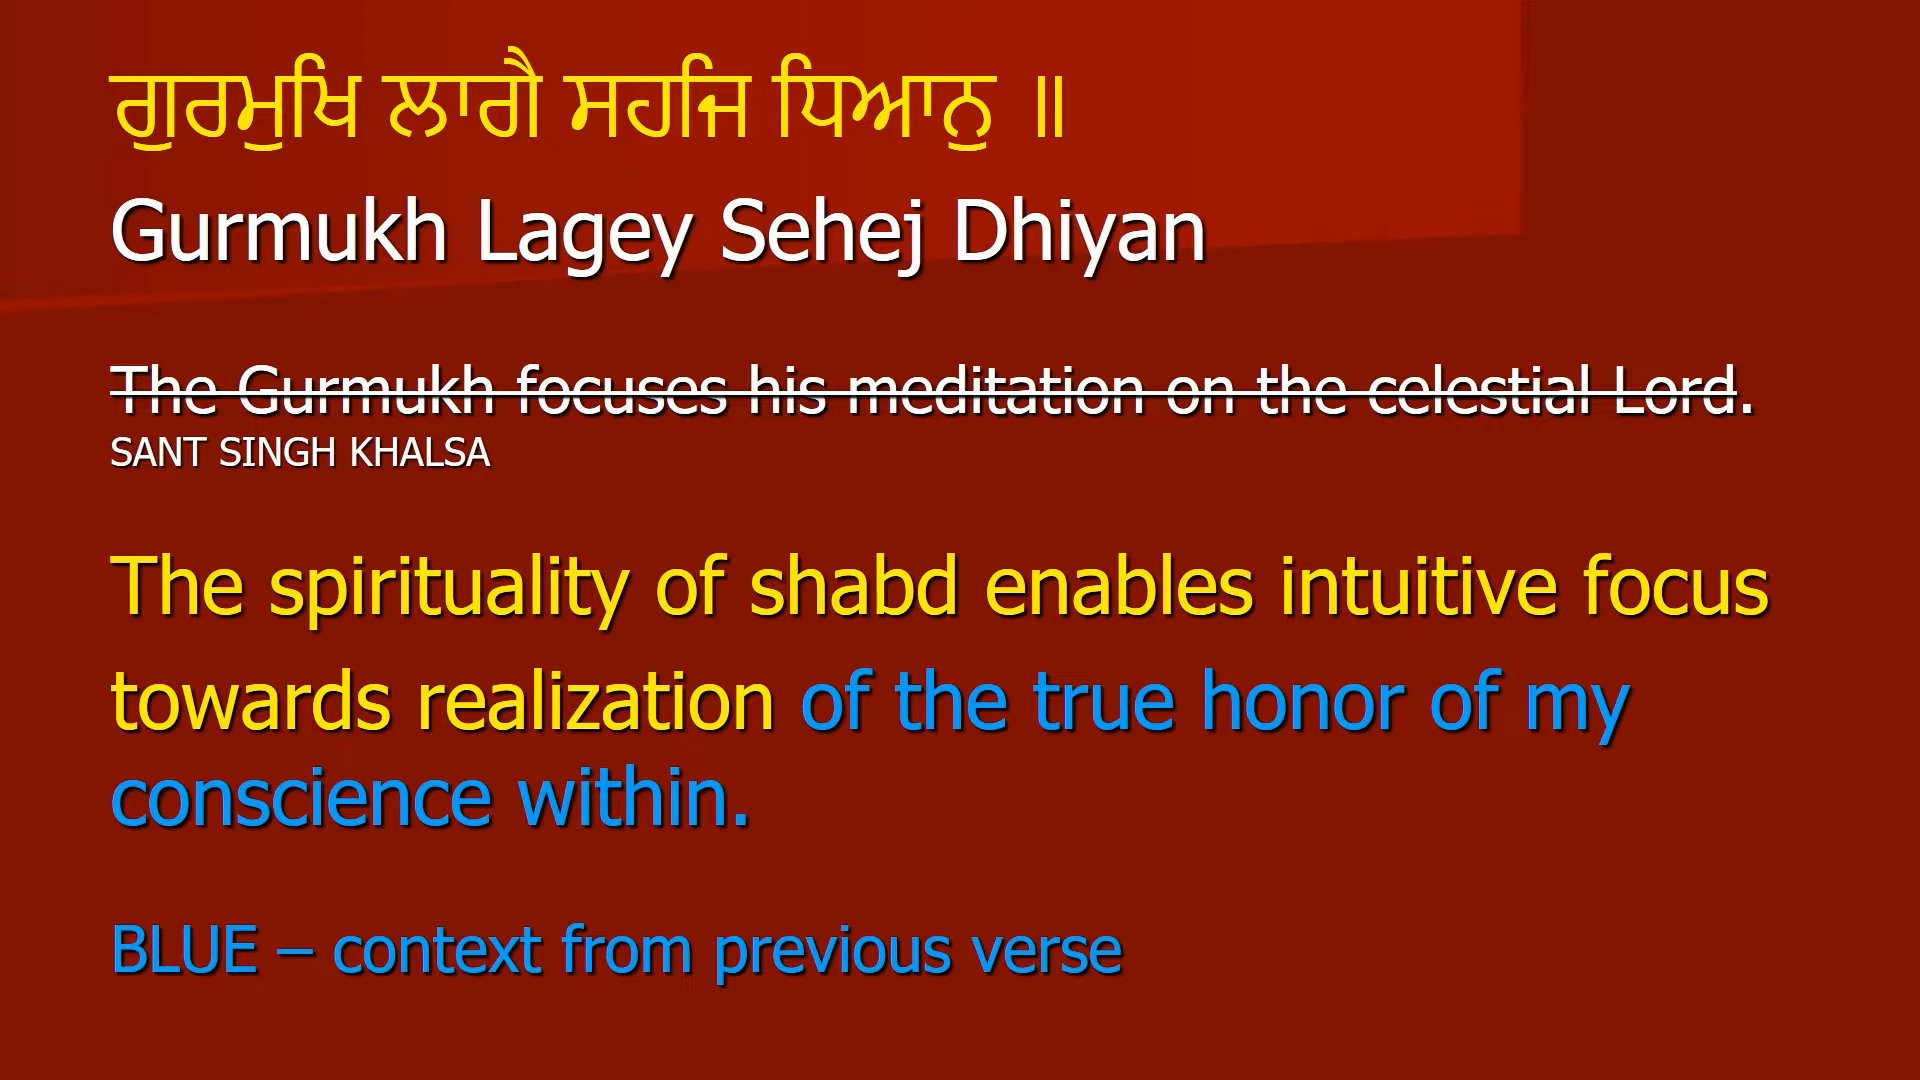 ਗੁਰਮੁਖਿ ਲਾਗੈ ਸਹਜਿ ਧਿਆਨੁ ॥
Gurmukh Lagey Sehej Dhiyan
The Gurmukh focuses his meditation on the celestial Lord.
SANT SINGH KHALSA
The spirituality of shabd enables intuitive focus
towards realization of the true honor of my
conscience within.
BLUE – context from previous verse